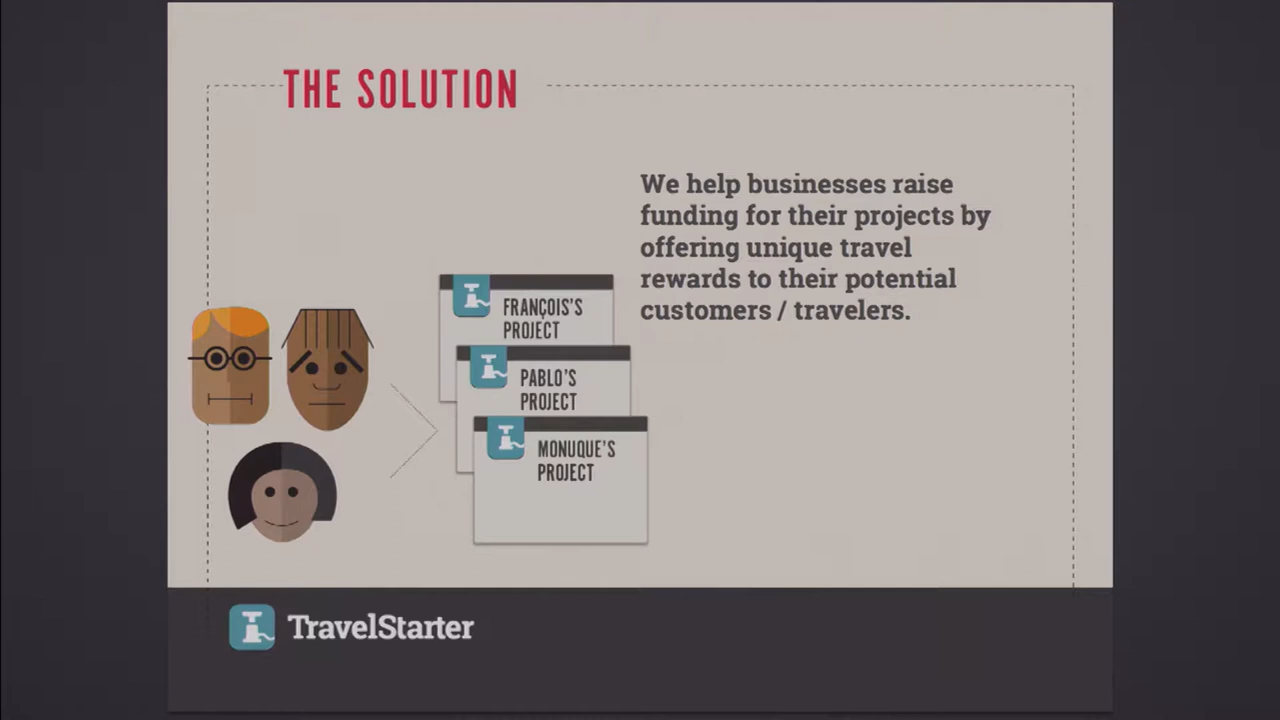 THE SOLUTION
We help businesses raise
funding for their projects by
offering unique travel
rewards to their potential
customers / travelers.
FRANÇOIS'S
PROJECT
PABLO'S
PROJECT
MONUQUE'S
PROJECT
TravelStarter